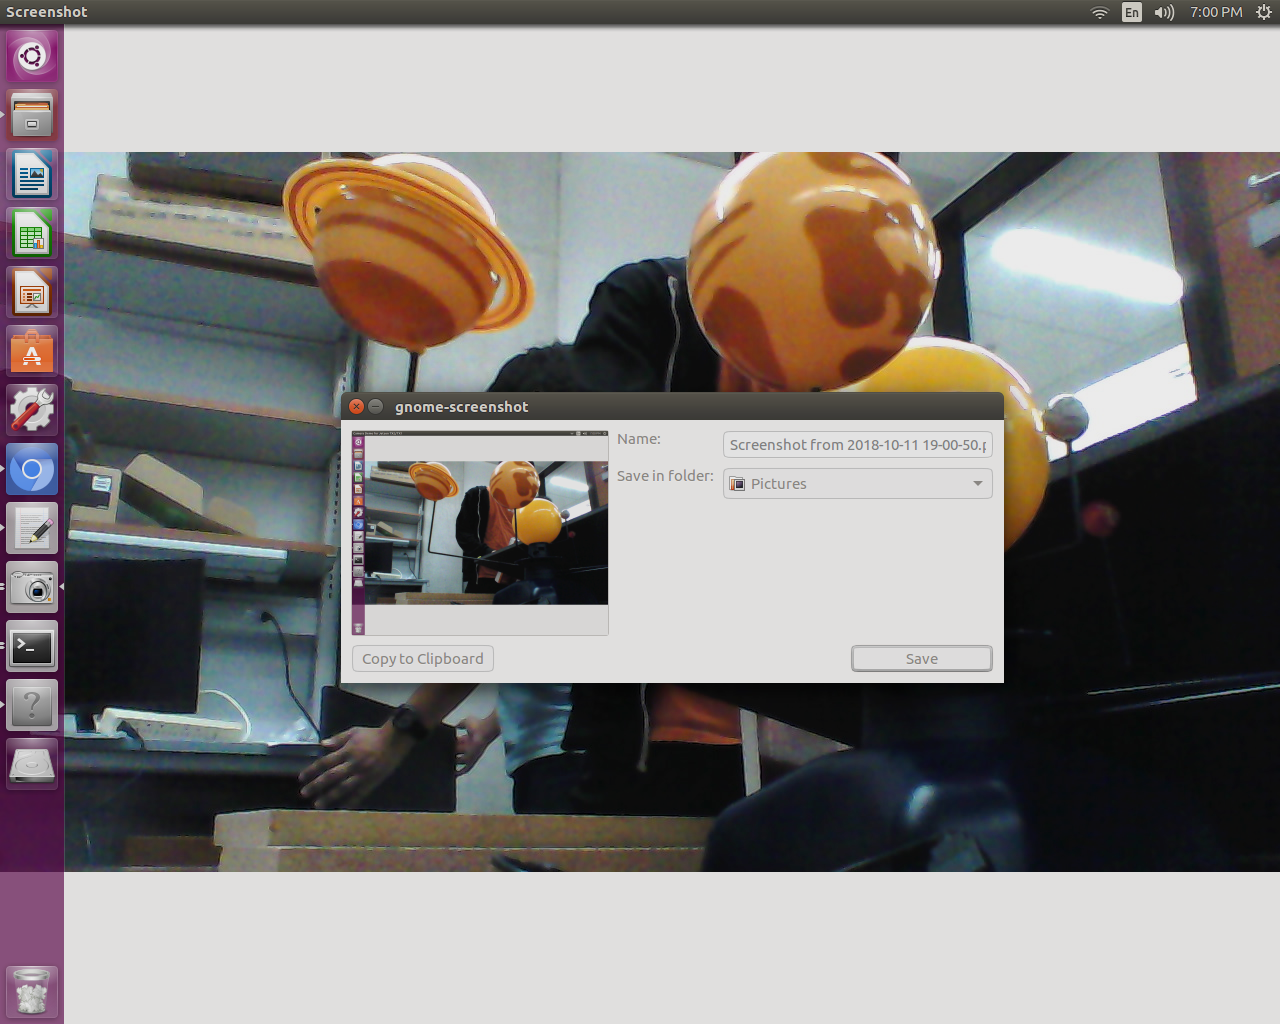 Screenshot
En
7:00 PM
gnome-screenshot
Name:
Screenshot from 2018-10-11 19-00-50.p
Save in folder:
Pictures
Copy to Clipboard
Save